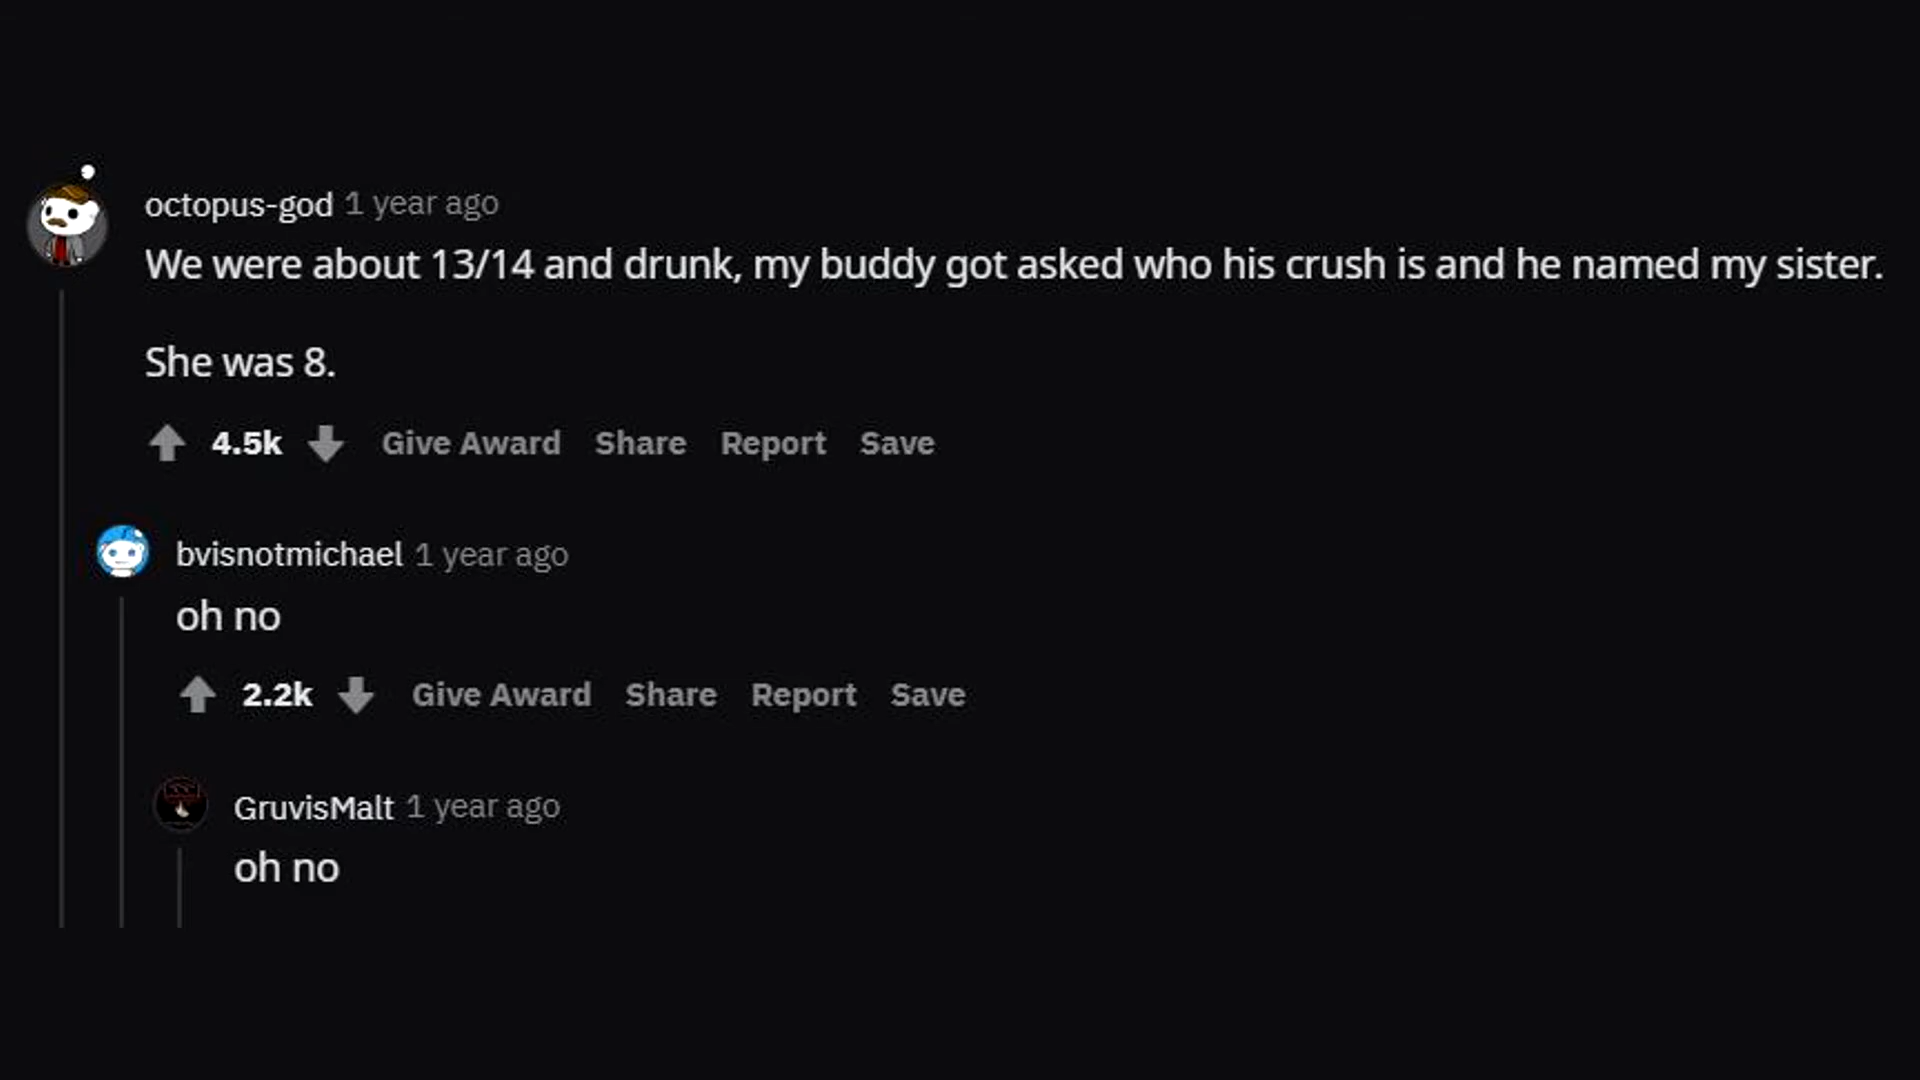 octopus-god 1 year ago
We were about 13/14 and drunk, my buddy got asked who his crush is and he named my sister.
She was 8.
4.5k Give Award Share Report Save
bvisnotmichael 1 year ago
oh no
2.2k Give Award Share Report Save
GruvisMalt 1 year ago
oh no